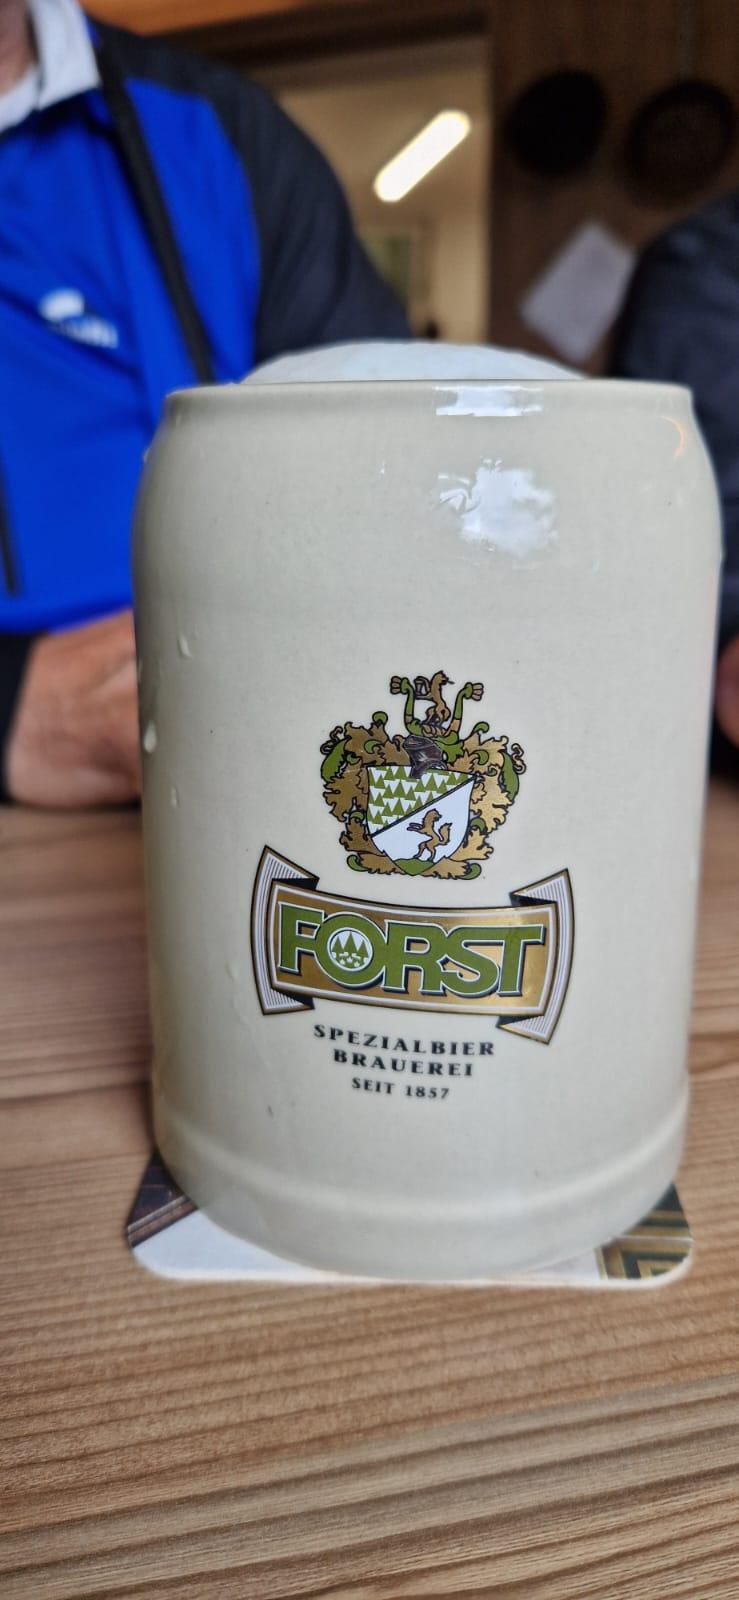 FORST
SPEZIALBIER
BRAUEREI
SEIT 1857